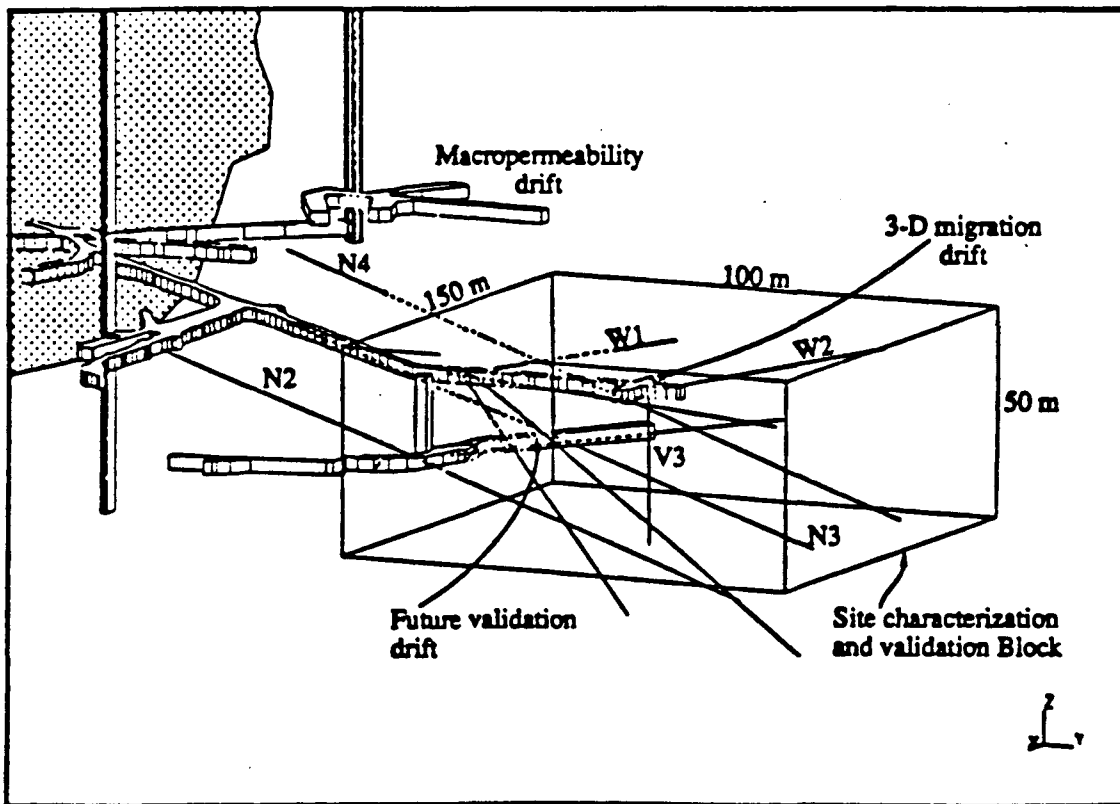 Macropermeability
drift
3-D migration
drift
N4
150 m
100 m
W1
W2
N2
50 m
V3
N3
Future validation
drift
Site characterization
and validation Block
Z
X
Y